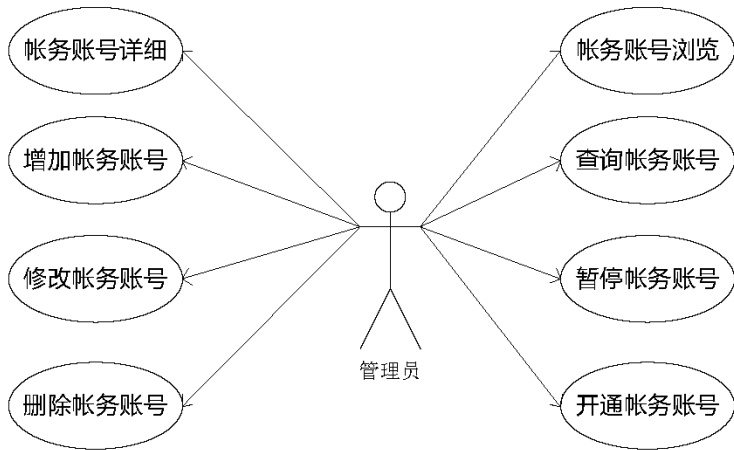 帐务账号详细
帐务账号浏览
增加帐务账号
查询帐务账号
修改帐务账号
暂停帐务账号
管理员
删除帐务账号
开通帐务账号